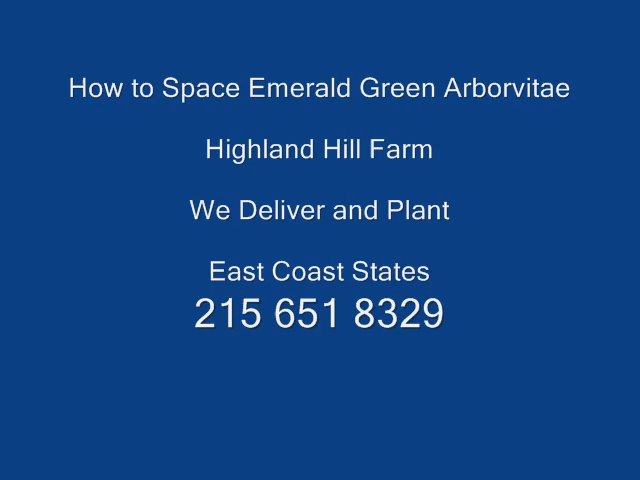 How to Space Emerald Green Arborvitae
Highland Hill Farm
We Deliver and Plant
East Coast States
215 651 8329